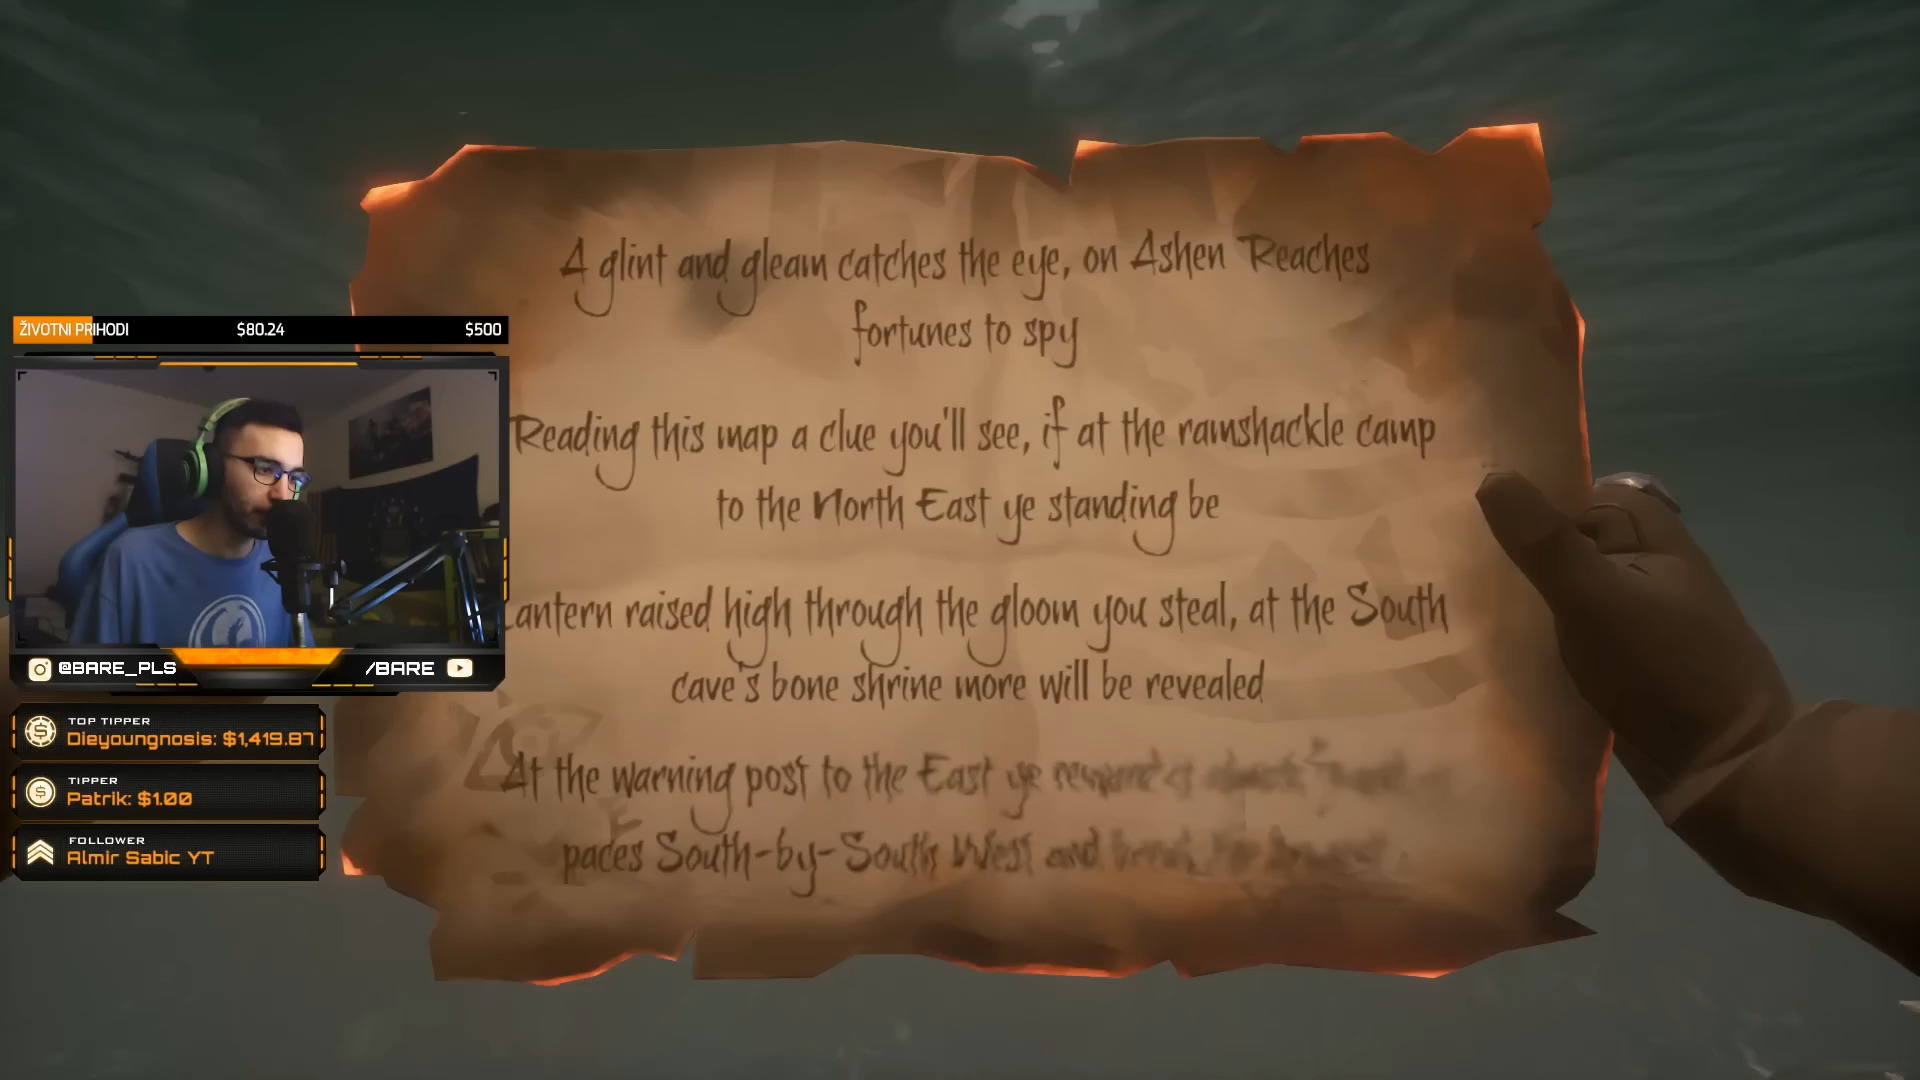 A glint and gleam catches the eye, on Ashen Reaches
fortunes to spy
Reading this map a clue you'll see, if at the ramshackle camp
to the North East ye standing be
Lantern raised high through the gloom you steal, at the South
cave's bone shrine more will be revealed
At the warning post to the East ye
paces South-by-South West and
ŽIVOTNI PRIHODI $80.24 $500
@BARE_PLS /BARE
TOP TIPPER
Dieyoungnosis: $1,419.87
TIPPER
Patrik: $1.00
FOLLOWER
Almir Sabic YT